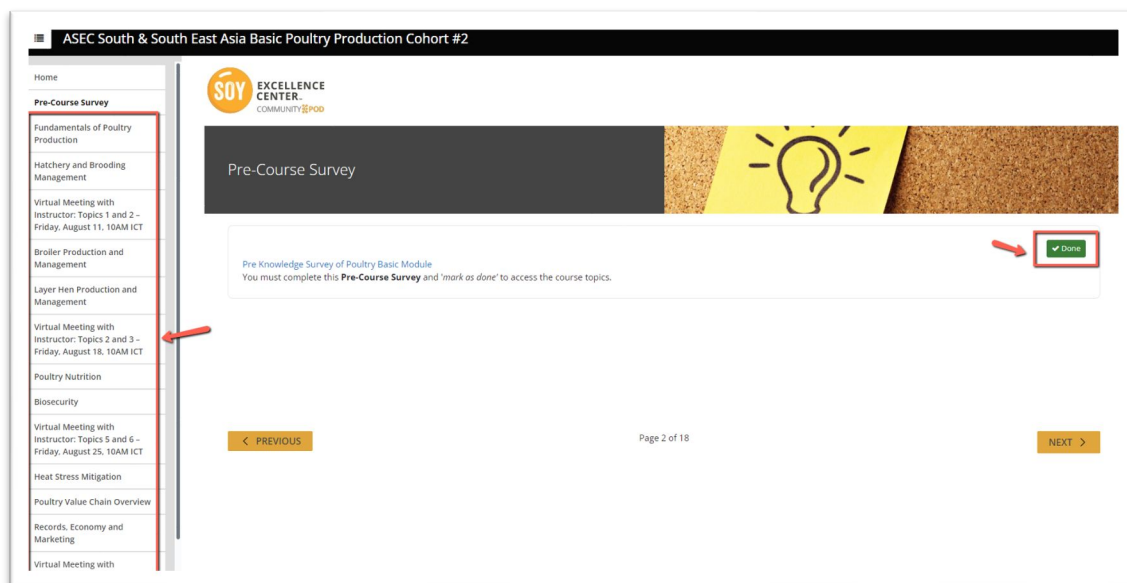 ASEC South & South East Asia Basic Poultry Production Cohort #2
Home
Pre-Course Survey
Fundamentals of Poultry
Production
Hatchery and Brooding
Management
Virtual Meeting with
Instructor: Topics 1 and 2 –
Friday, August 11, 10AM ICT
Broiler Production and
Management
Layer Hen Production and
Management
Virtual Meeting with
Instructor: Topics 2 and 3 –
Friday, August 18, 10AM ICT
Poultry Nutrition
Biosecurity
Virtual Meeting with
Instructor: Topics 5 and 6 –
Friday, August 25, 10AM ICT
Heat Stress Mitigation
Poultry Value Chain Overview
Records, Economy and
Marketing
Virtual Meeting with
SOY EXCELLENCE
CENTER™
COMMUNITY POD
Pre-Course Survey
Done
Pre Knowledge Survey of Poultry Basic Module
You must complete this Pre-Course Survey and 'mark as done' to access the course topics.
PREVIOUS
Page 2 of 18
NEXT